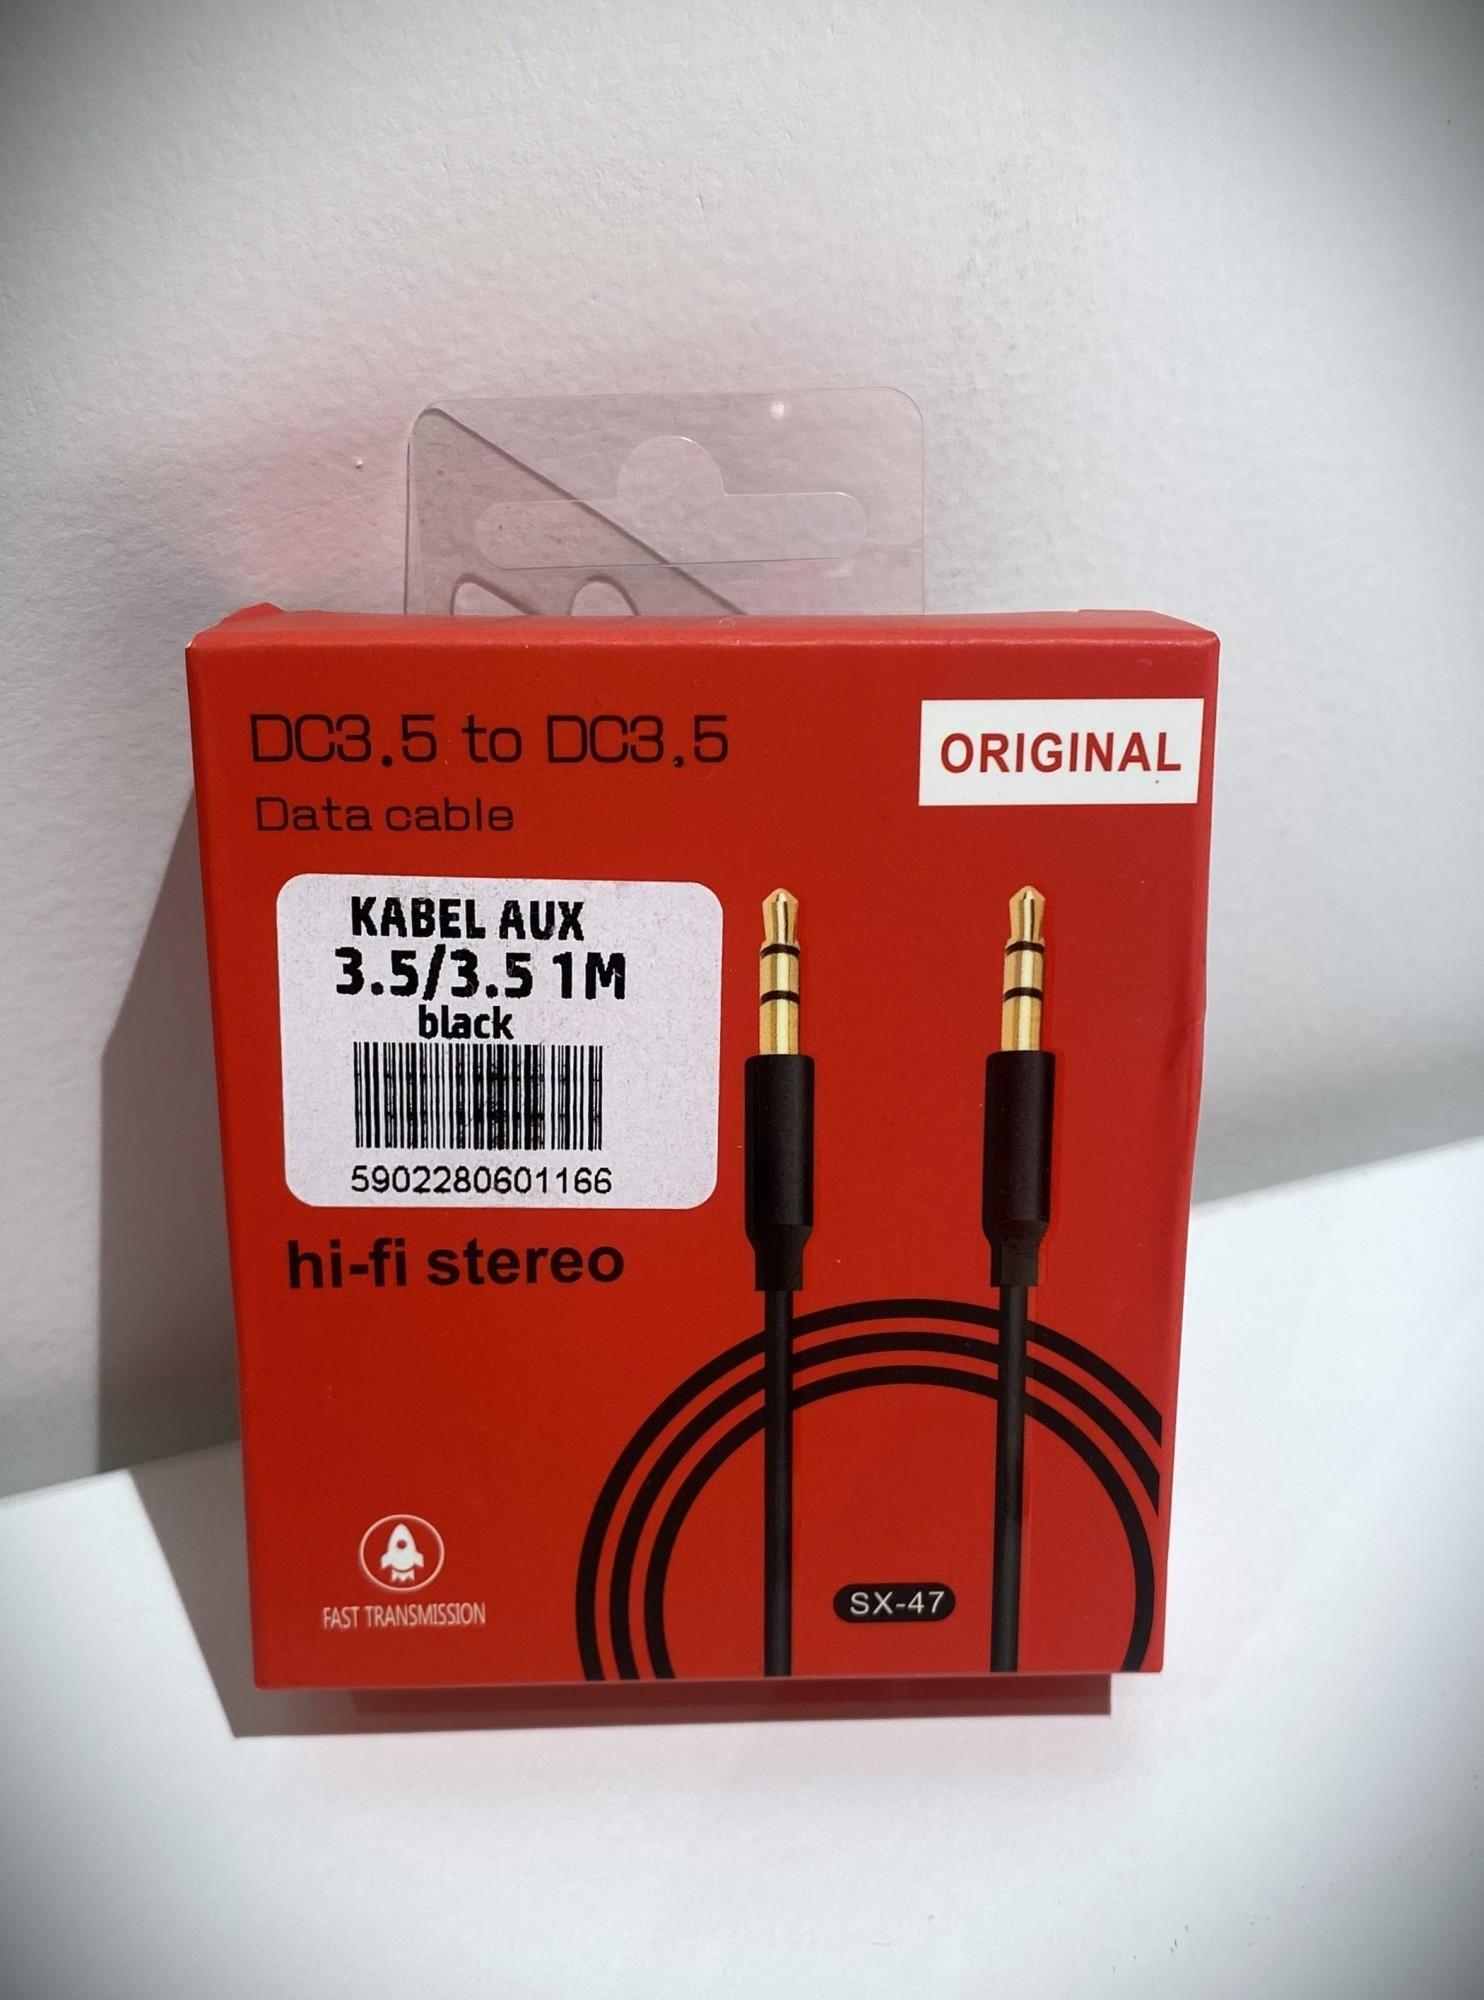 DC3.5 to DC3.5
Data cable
ORIGINAL
KABEL AUX
3.5/3.5 1M
black
5902280601166
hi-fi stereo
FAST TRANSMISSION
SX-47